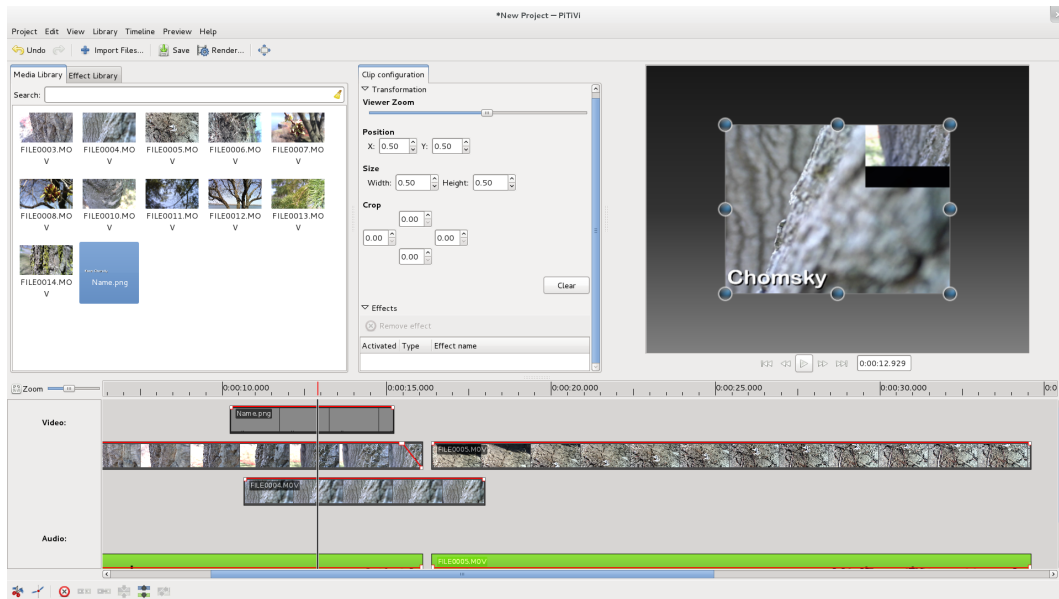 *New Project — PiTiVi
Project Edit View Library Timeline Preview Help
Undo Import Files... Save Render...
Media Library Effect Library
Search:
FILE0003.MO
V
FILE0004.MO
V
FILE0005.MO
V
FILE0006.MO
V
FILE0007.MO
V
FILE0008.MO
V
FILE0010.MO
V
FILE0011.MO
V
FILE0012.MO
V
FILE0013.MO
V
FILE0014.MO
V
Name.png
Clip configuration
Transformation
Viewer Zoom
Position
X: 0.50 Y: 0.50
Size
Width: 0.50 Height: 0.50
Crop
0.00
0.00 0.00
0.00
Clear
Effects
Remove effect
Activated Type Effect name
Chomsky
0:00:12.929
Zoom 0:00:10.000 0:00:15.000 0:00:20.000 0:00:25.000 0:00:30.000 0:0
Video:
Name.png
FILE0005.MOV
FILE0004.MOV
Audio:
FILE0005.MOV